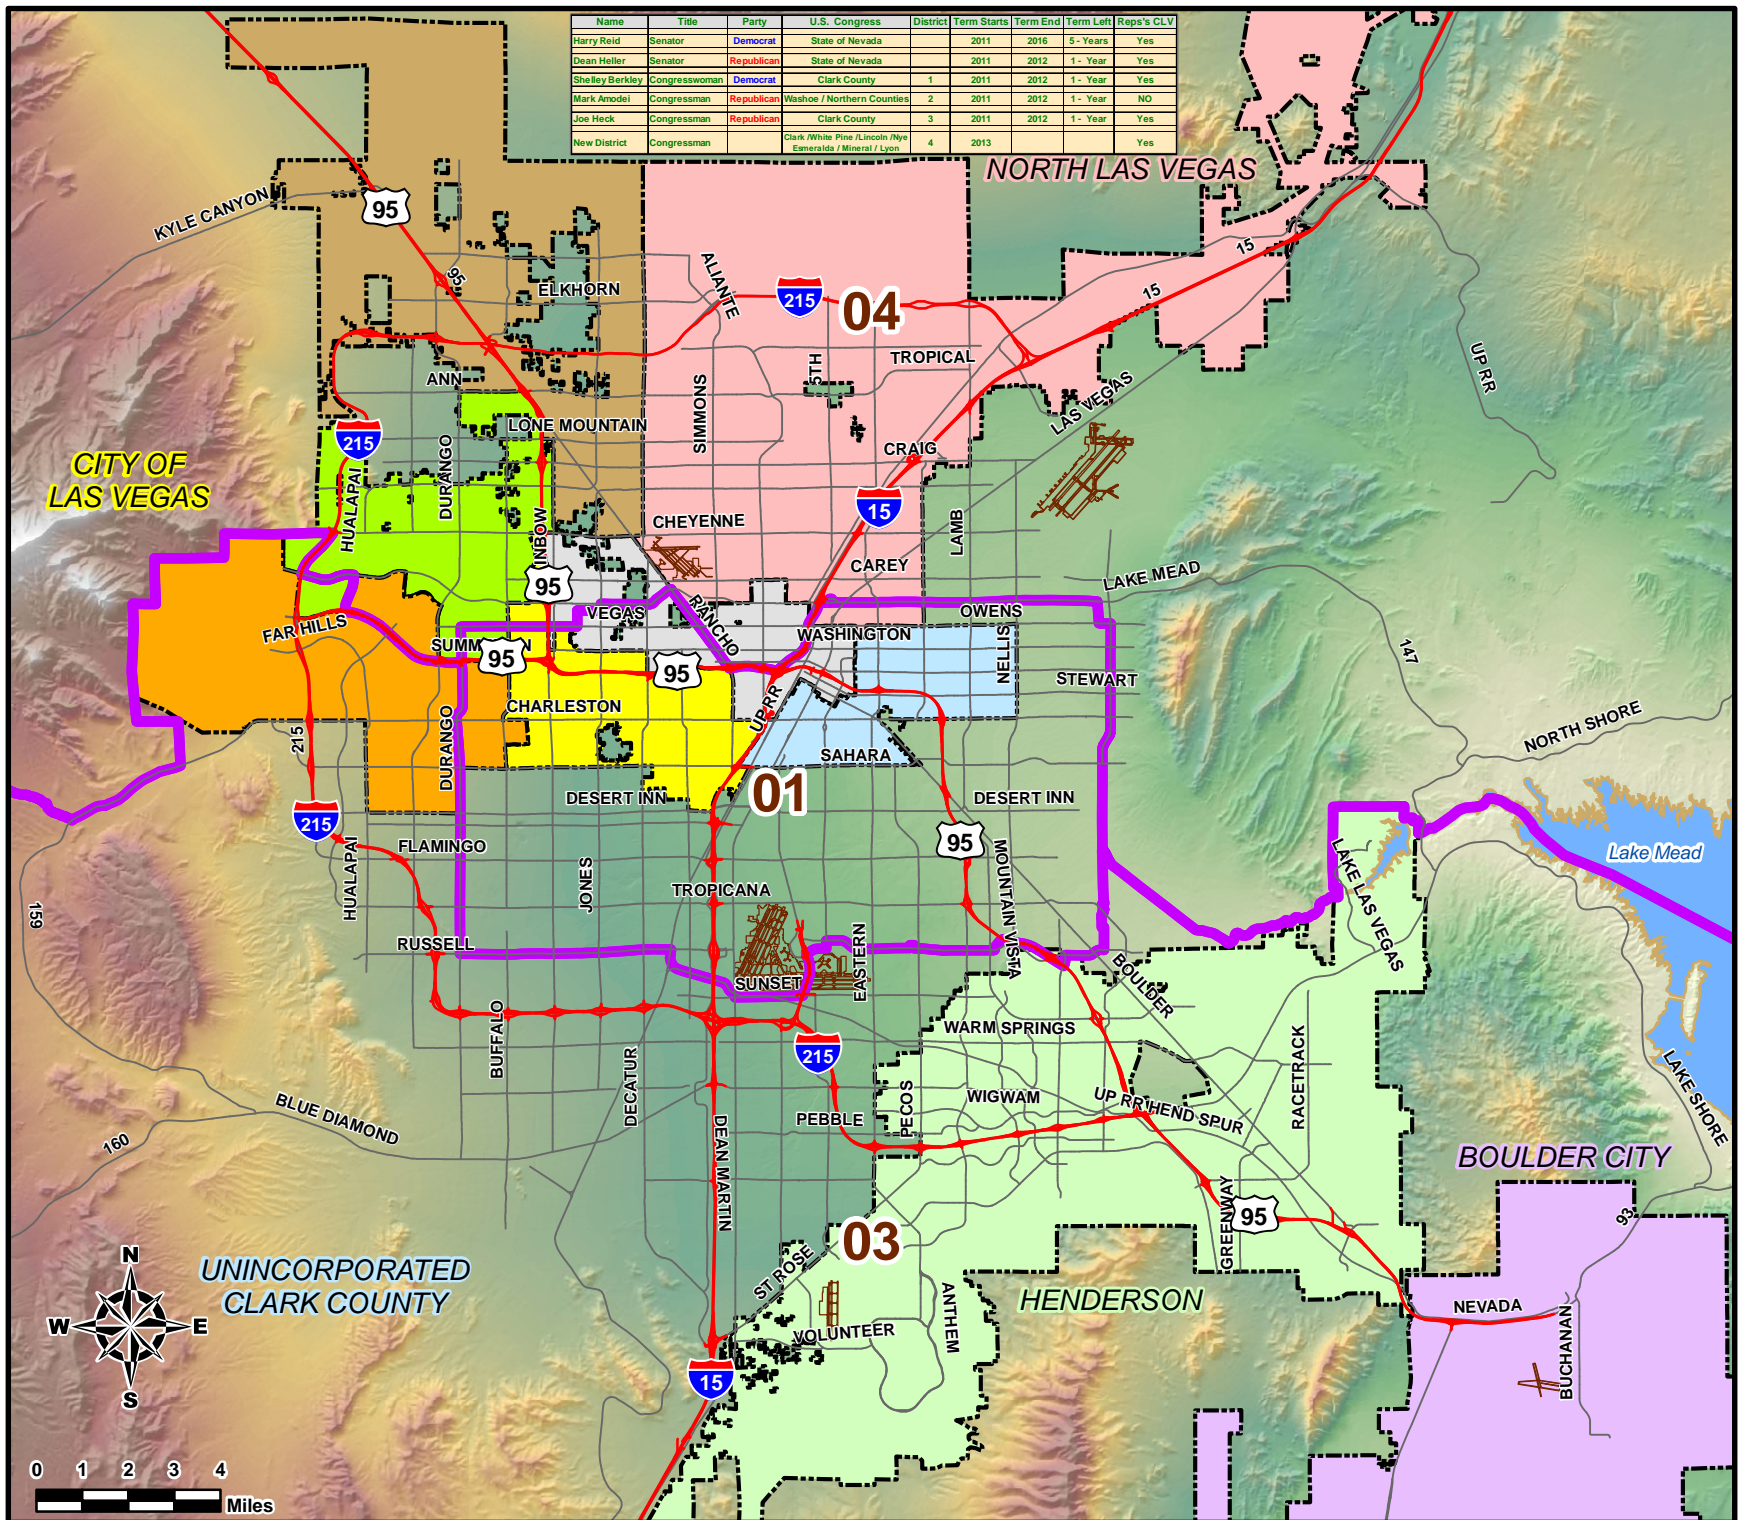 Name Title Party U.S. Congress District Term Starts Term End Term Left Reps's CLV
Harry Reid Senator Democrat State of Nevada 2011 2016 5 - Years Yes
Dean Heller Senator Republican State of Nevada 2011 2012 1 - Year Yes
Shelley Berkley Congresswoman Democrat Clark County 1 2011 2012 1 - Year Yes
Mark Amodei Congressman Republican Washoe / Northern Counties 2 2011 2012 1 - Year NO
Joe Heck Congressman Republican Clark County 3 2011 2012 1 - Year Yes
New District Congressman Clark /White Pine /Lincoln /Nye Esmeralda / Mineral / Lyon 4 2013 Yes
NORTH LAS VEGAS
KYLE CANYON
95
95
ELKHORN
ALIANTE
215
04
15
15
TROPICAL
5TH
ANN
SIMMONS
LAS VEGAS
UP RR
LONE MOUNTAIN
215
CRAIG
CITY OF
LAS VEGAS
DURANGO
HUALAPAI
CHEYENNE
15
LAMB
INBOW
95
CAREY
LAKE MEAD
VEGAS
RANCHO
OWENS
FAR HILLS
WASHINGTON
NELLIS
147
95
95
STEWART
CHARLESTON
UPRR
DURANGO
215
NORTH SHORE
SAHARA
01
DESERT INN
DESERT INN
215
FLAMINGO
95
MOUNTAIN VISTA
Lake Mead
LAKE LAS VEGAS
HUALAPAI
JONES
TROPICANA
159
RUSSELL
EASTERN
SUNSET
BOULDER
BUFFALO
WARM SPRINGS
215
DECATUR
RACETRACK
LAKE SHORE
PECOS
WIGWAM
UP RR HEND SPUR
BLUE DIAMOND
160
PEBBLE
DEAN MARTIN
BOULDER CITY
GREENWAY
95
93
03
ST ROSE
UNINCORPORATED
CLARK COUNTY
HENDERSON
ANTHEM
NEVADA
BUCHANAN
VOLUNTEER
15
N
W
E
S
0 1 2 3 4
Miles